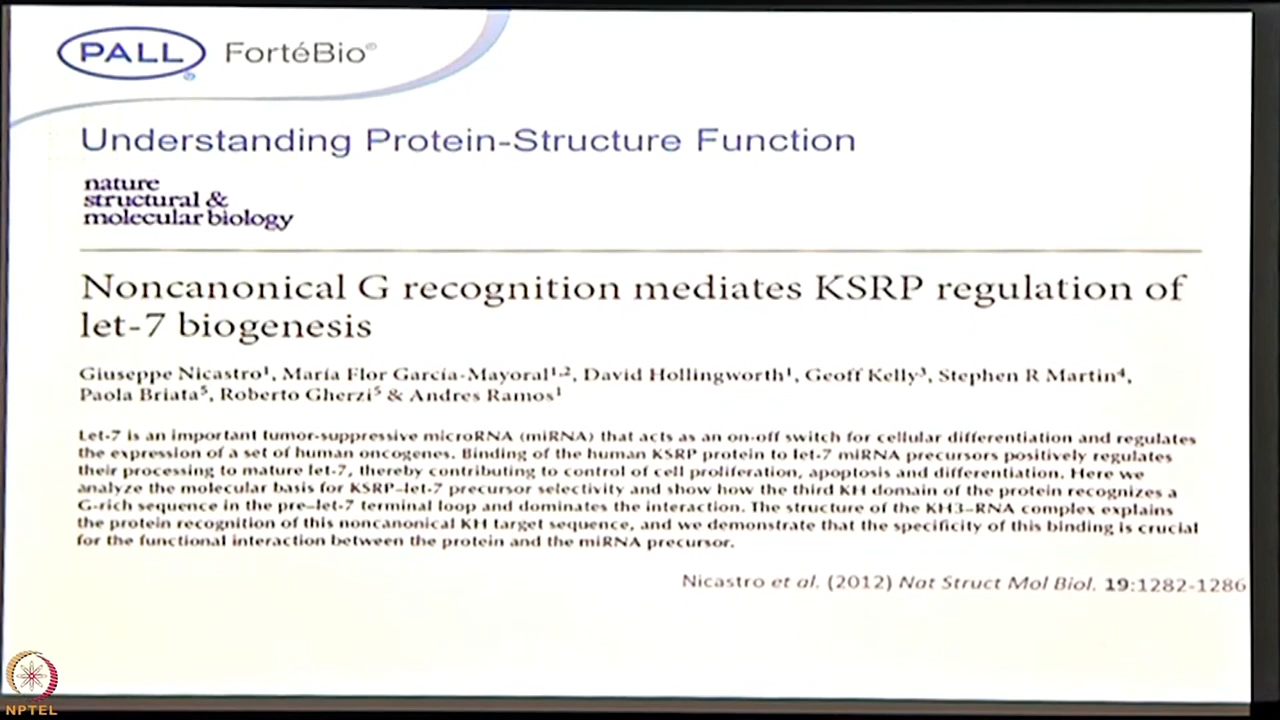 PALL FortéBio®
®
Understanding Protein-Structure Function
nature
structural &
molecular biology
Noncanonical G recognition mediates KSRP regulation of
let-7 biogenesis
Giuseppe Nicastro¹, María Flor García-Mayoral¹,², David Hollingworth¹, Geoff Kelly³, Stephen R Martin⁴,
Paola Briata⁵, Roberto Gherzi⁵ & Andres Ramos¹
Let-7 is an important tumor-suppressive microRNA (miRNA) that acts as an on-off switch for cellular differentiation and regulates
the expression of a set of human oncogenes. Binding of the human KSRP protein to let-7 miRNA precursors positively regulates
their processing to mature let-7, thereby contributing to control of cell proliferation, apoptosis and differentiation. Here we
analyze the molecular basis for KSRP–let-7 precursor selectivity and show how the third KH domain of the protein recognizes a
G-rich sequence in the pre–let-7 terminal loop and dominates the interaction. The structure of the KH3–RNA complex explains
the protein recognition of this noncanonical KH target sequence, and we demonstrate that the specificity of this binding is crucial
for the functional interaction between the protein and the miRNA precursor.
Nicastro et al. (2012) Nat Struct Mol Biol. 19:1282-1286
NPTEL